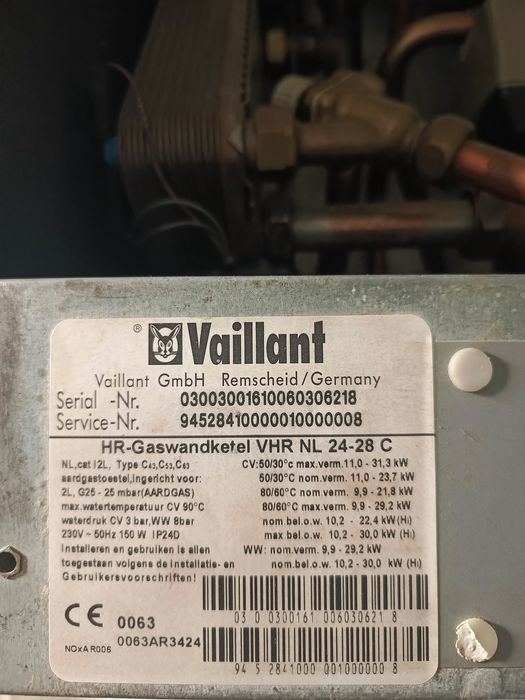 ® Vaillant
Vaillant GmbH Remscheid/Germany
Serial -Nr. 03003001610060306218
Service-Nr. 94528410000010000008
HR-Gaswandketel VHR NL 24-28 C
NL,cat I2L, Type C43,C53,C63 CV:50/30°c max.verm. 11,0 - 31,3 kW
aardgastoestel,ingericht voor: 50/30°C nom.verm. 11,0 - 23,7 kW
2L, G25 - 25 mbar(AARDGAS) 80/60°C nom verm. 9,9 -21,8 kW
max.watertemperatuur CV 90°C 80/60°C max verm. 9,9 -29,2 kW
waterdruk CV 3 bar,WW 8bar nom bel.o.w. 10,2 - 22,4 kW(Hi)
230V ~ 50Hz 150 W IP24D max bel.o.w. 10,2 - 30,0 kW(Hi)
Installeren en gebruiken is allen WW: nom.verm. 9,9 - 29,2 kW
toegestaan volgens de Installatie- en nom.bel.o.w. 10,2 - 30,0 kW (Hi)
Gebruikersvoorschriften!
03 0 0300161 006030621 8
CE 0063
0063AR3424
NOx AR006
94 5 2841000 001000000 8